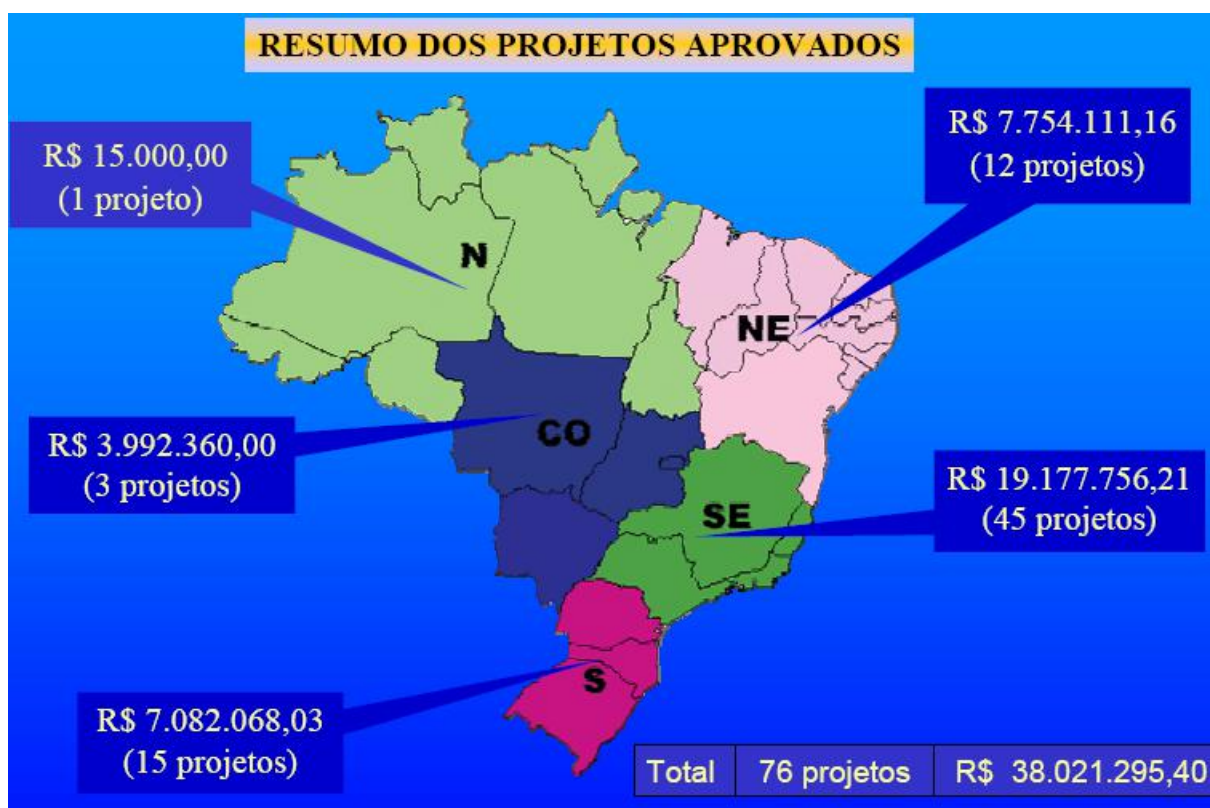 RESUMO DOS PROJETOS APROVADOS
R$ 15.000,00
(1 projeto)
R$ 7.754.111,16
(12 projetos)
N
NE
R$ 3.992.360,00
(3 projetos)
CO
R$ 19.177.756,21
(45 projetos)
SE
S
R$ 7.082.068,03
(15 projetos)
Total 76 projetos R$ 38.021.295,40